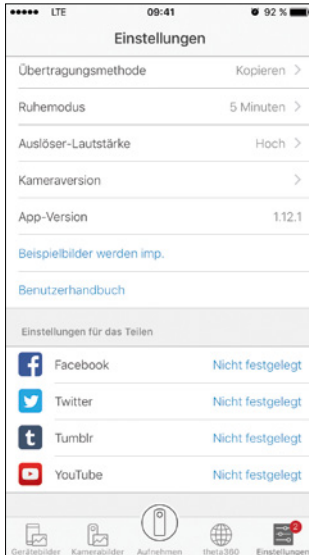 LTE 09:41 92 %
Einstellungen
Übertragungsmethode Kopieren
Ruhemodus 5 Minuten
Auslöser-Lautstärke Hoch
Kameraversion
App-Version 1.12.1
Beispielbilder werden imp.
Benutzerhandbuch
Einstellungen für das Teilen
Facebook Nicht festgelegt
Twitter Nicht festgelegt
t Tumblr Nicht festgelegt
YouTube Nicht festgelegt
2
Gerätebilder Kamerabilder Aufnehmen theta360 Einstellungen